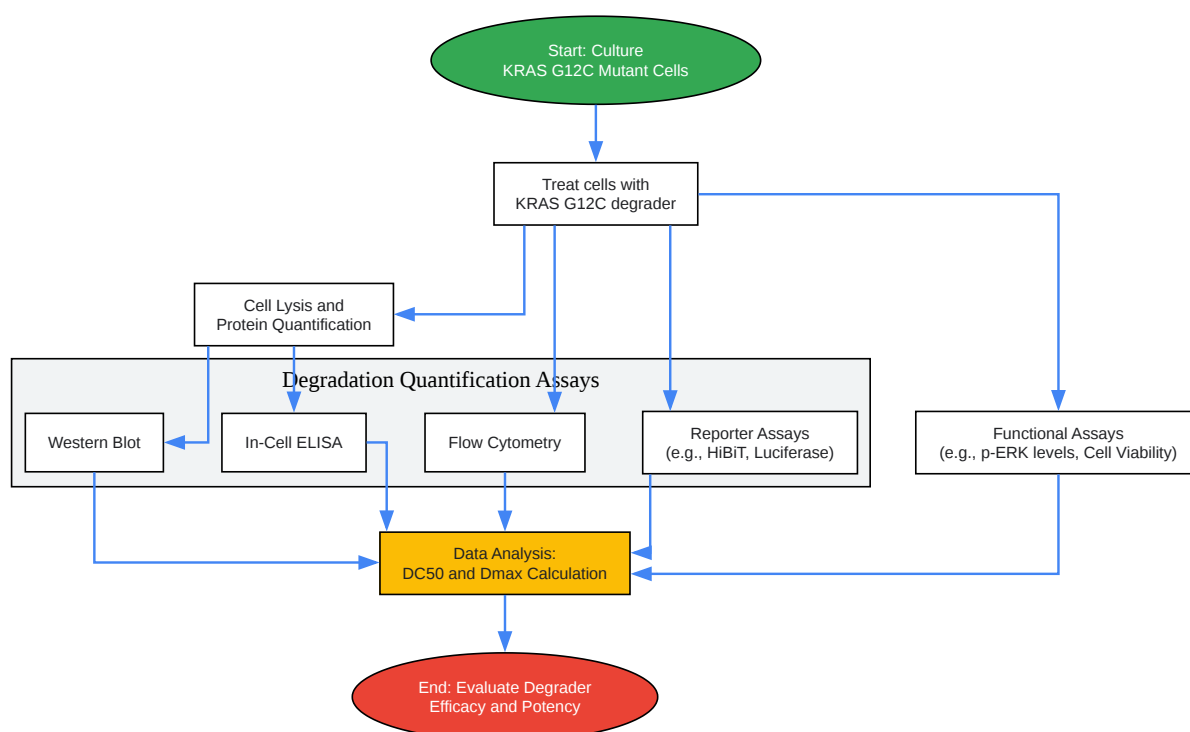 Start: Culture
KRAS G12C Mutant Cells
Treat cells with
KRAS G12C degrader
Cell Lysis and
Protein Quantification
Degradation Quantification Assays
Western Blot
In-Cell ELISA
Flow Cytometry
Reporter Assays
(e.g., HiBiT, Luciferase)
Functional Assays
(e.g., p-ERK levels, Cell Viability)
Data Analysis:
DC50 and Dmax Calculation
End: Evaluate Degrader
Efficacy and Potency